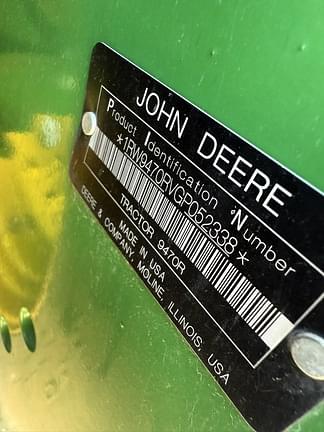 JOHN DEERE
Product Identification Number
*1RW9470RVGP052338*
TRACTOR 9470R
MADE IN USA
DEERE & COMPANY MOLINE, ILLINOIS, USA